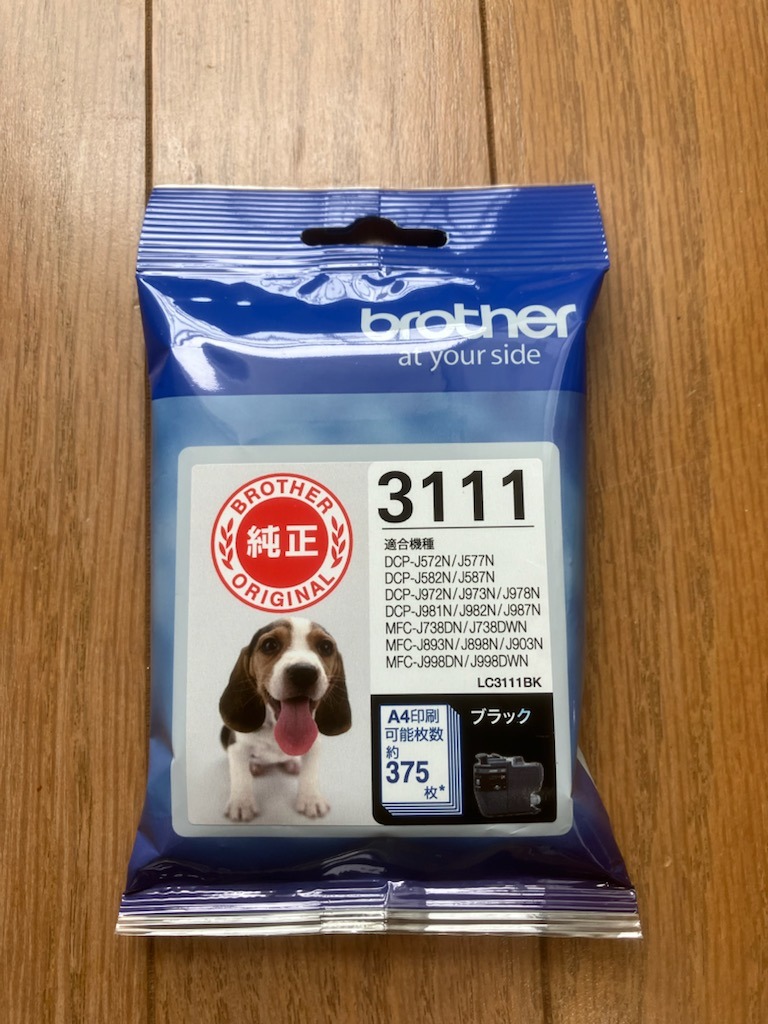 brother
at your side
BROTHER
純正
ORIGINAL
3111
適合機種
DCP-J572N/J577N
DCP-J582N/J587N
DCP-J972N/J973N/J978N
DCP-J981N/J982N/J987N
MFC-J738DN/J738DWN
MFC-J893N/J898N/J903N
MFC-J998DN/J998DWN
LC3111BK
A4印刷
可能枚数
約
375
枚*
ブラック